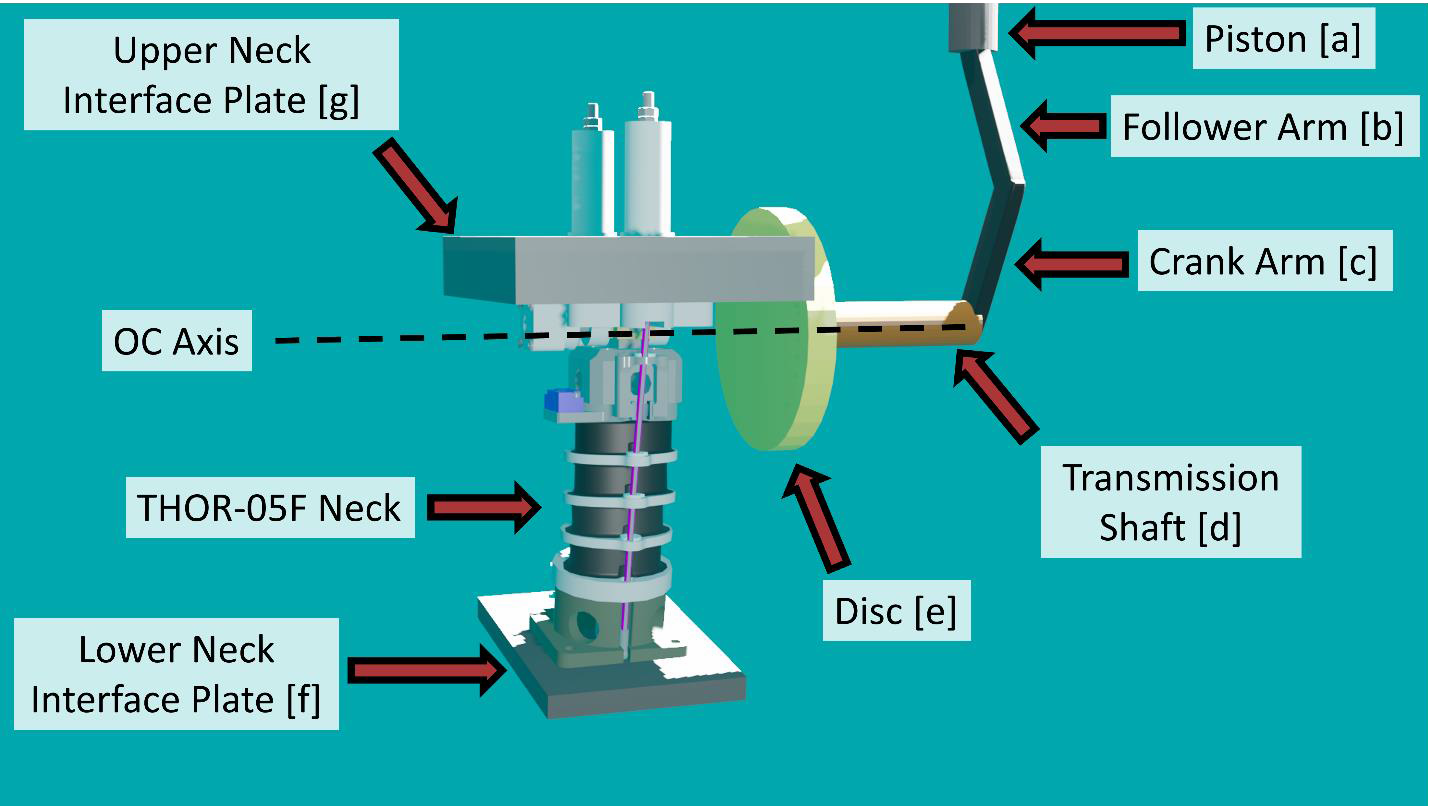 Upper Neck
Interface Plate [g]
Piston [a]
Follower Arm [b]
Crank Arm [c]
OC Axis
Transmission
Shaft [d]
THOR-05F Neck
Disc [e]
Lower Neck
Interface Plate [f]